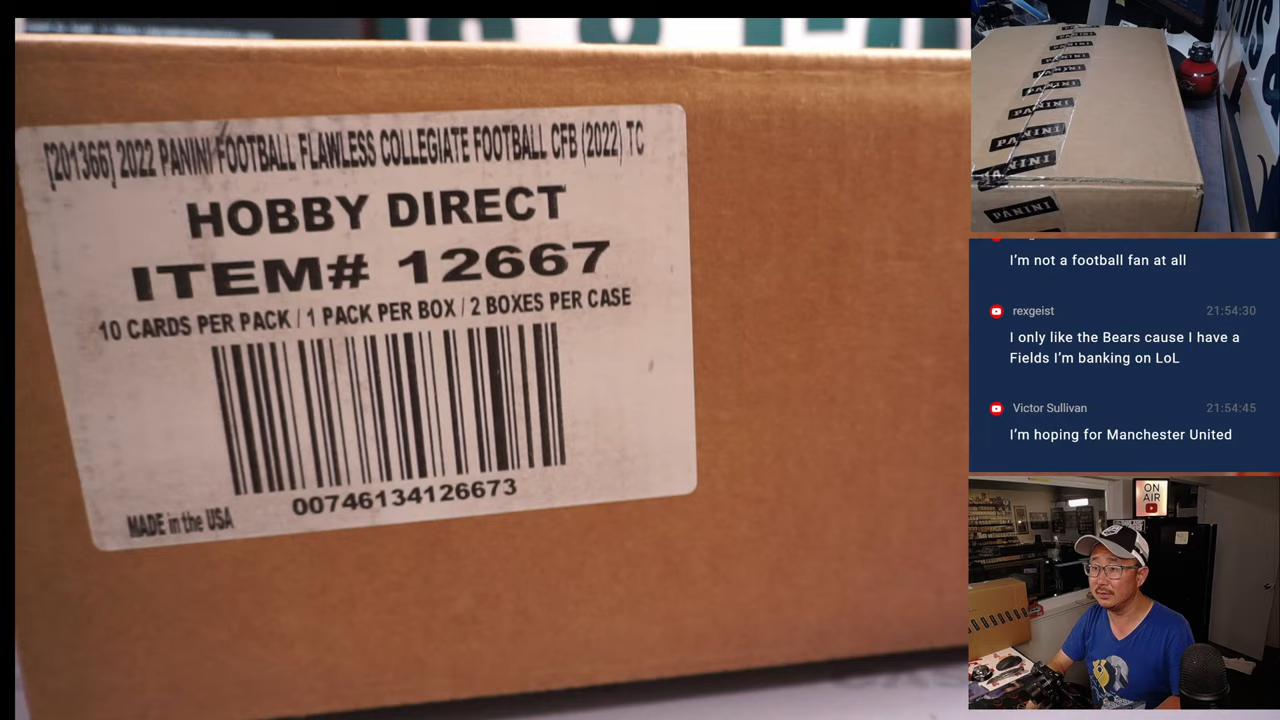 [201366] 2022 PANINI FOOTBALL FLAWLESS COLLEGIATE FOOTBALL CFB (2022) TC
HOBBY DIRECT
ITEM# 12667
10 CARDS PER PACK / 1 PACK PER BOX / 2 BOXES PER CASE
00746134126673
MADE in the USA
PANINI
PANINI
PANINI
PANINI
PANINI
PANINI
PANINI
PANINI
I'm not a football fan at all
rexgeist 21:54:30
I only like the Bears cause I have a
Fields I'm banking on LoL
Victor Sullivan 21:54:45
I'm hoping for Manchester United
ON
AIR